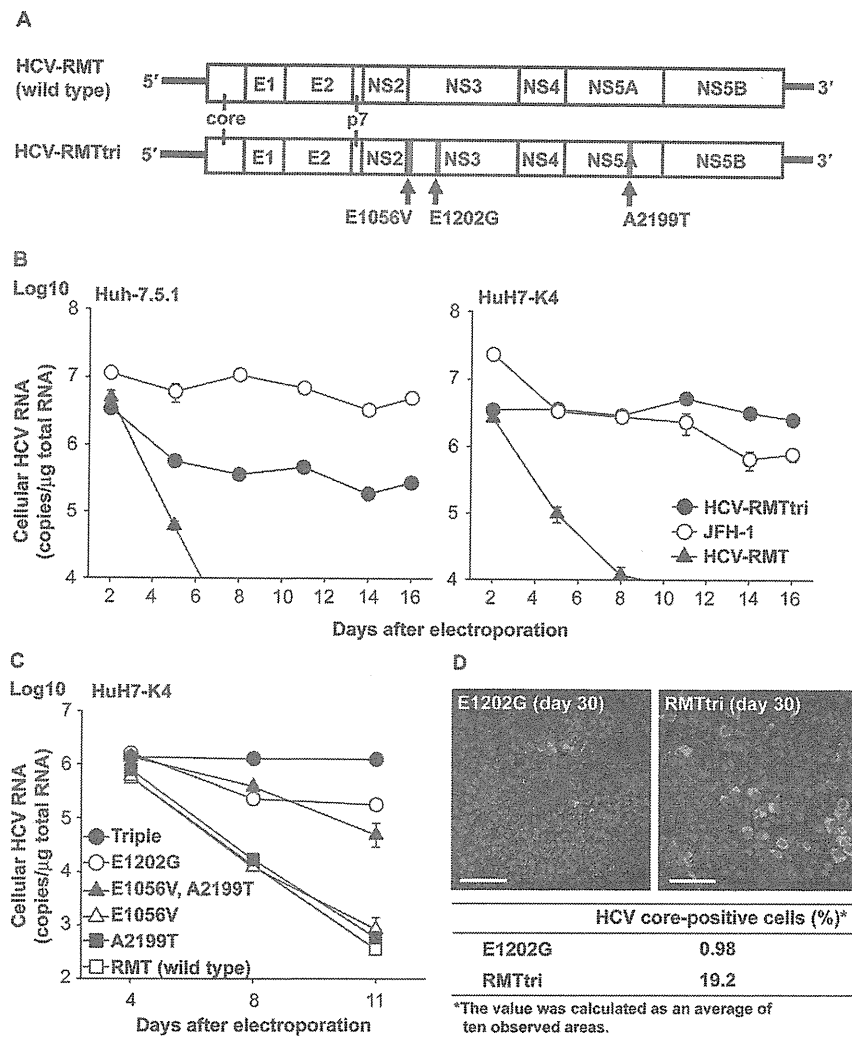 A
HCV-RMT
(wild type)
5′ E1 E2 NS2 NS3 NS4 NS5A NS5B 3′
core p7
HCV-RMTtri 5′ E1 E2 NS2 NS3 NS4 NS5A NS5B 3′
E1056V E1202G A2199T
B
Log10 Huh-7.5.1
8
7
6
5
4
Cellular HCV RNA
(copies/μg total RNA)
2 4 6 8 10 12 14 16
HuH7-K4
8
7
6
5
4
HCV-RMTtri
JFH-1
HCV-RMT
2 4 6 8 10 12 14 16
Days after electroporation
C
Log10 HuH7-K4
7
6
5
4
3
2
Cellular HCV RNA
(copies/μg total RNA)
Triple
E1202G
E1056V, A2199T
E1056V
A2199T
RMT (wild type)
4 8 11
Days after electroporation
D
E1202G (day 30) RMTtri (day 30)
HCV core-positive cells (%)*
E1202G 0.98
RMTtri 19.2
*The value was calculated as an average of
ten observed areas.